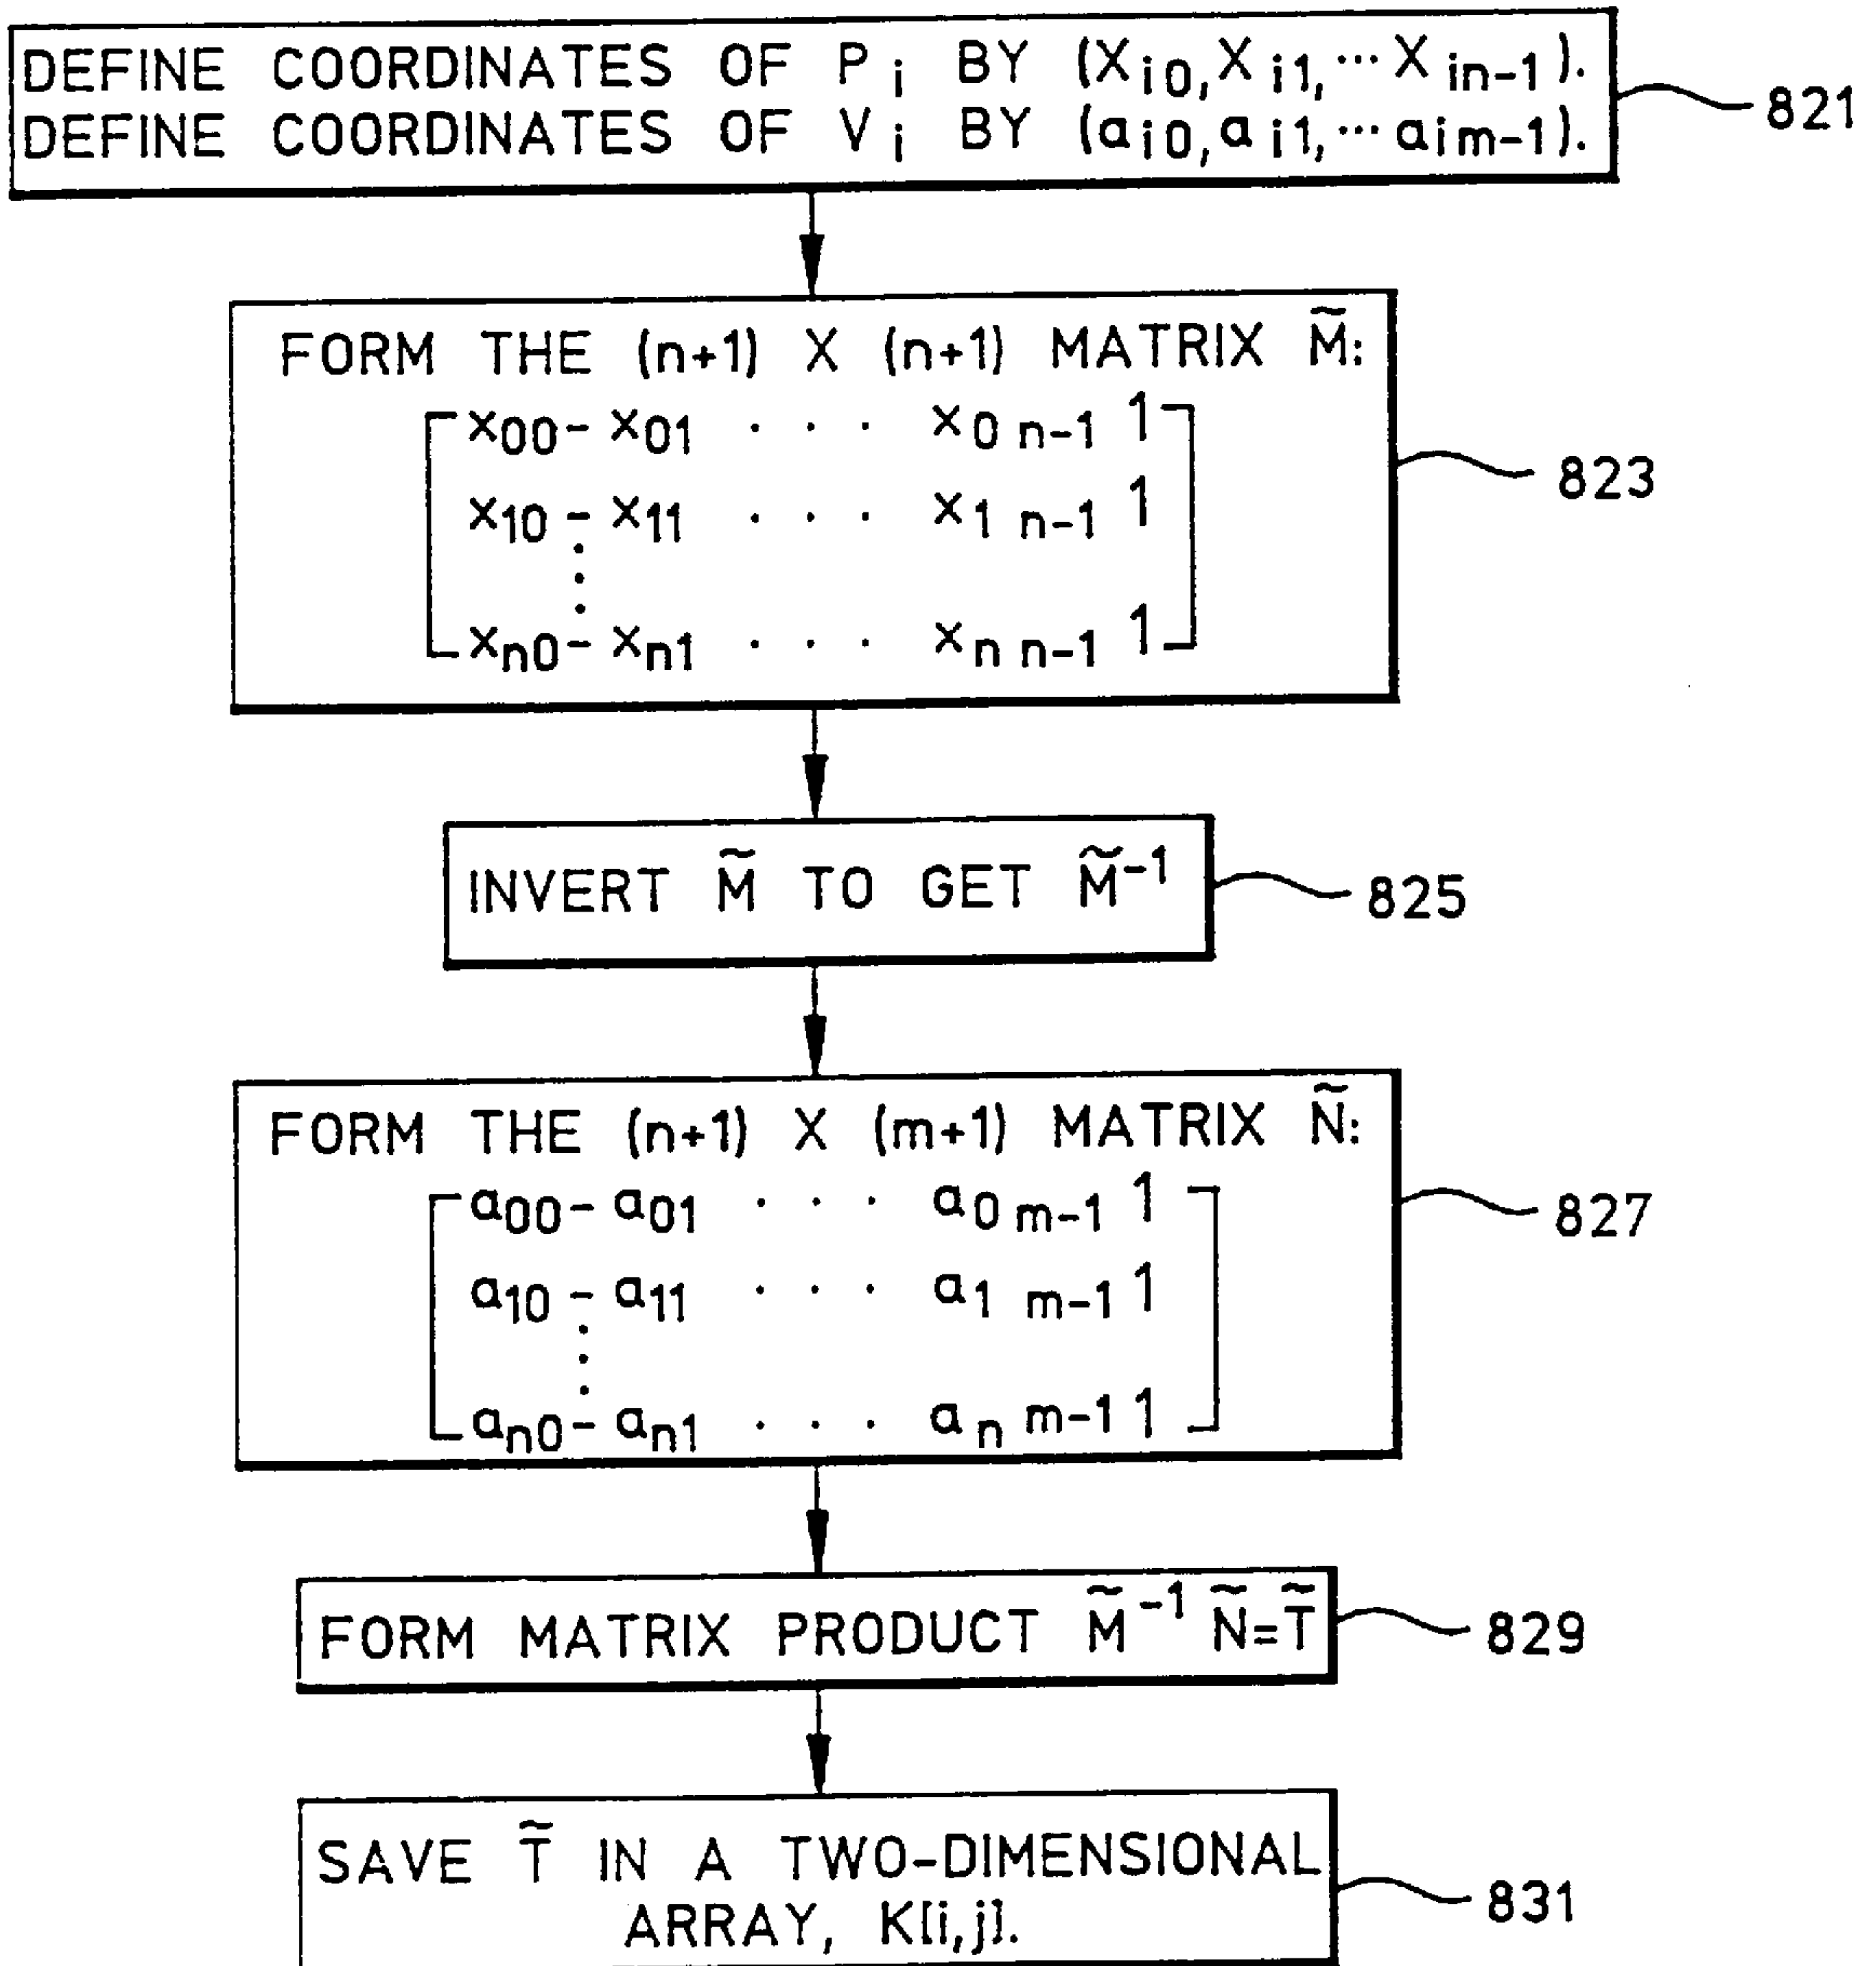 DEFINE COORDINATES OF P i BY (X i0, X i1, ··· X in-1).
DEFINE COORDINATES OF V i BY (a i0, a i1, ··· a im-1).
821
FORM THE (n+1) X (n+1) MATRIX M̃:
x00 - x01 · · · x0 n-1 1
x10 - x11 · · · x1 n-1 1
823
xn0 - xn1 · · · xn n-1 1
INVERT M̃ TO GET M̃⁻¹
825
FORM THE (n+1) X (m+1) MATRIX Ñ:
a00 - a01 · · · a0 m-1 1
827
a10 - a11 · · · a1 m-1 1
an0 - an1 · · · an m-1 1
FORM MATRIX PRODUCT M̃⁻¹ Ñ=T̃
829
SAVE T̃ IN A TWO-DIMENSIONAL
ARRAY, K[i,j].
831